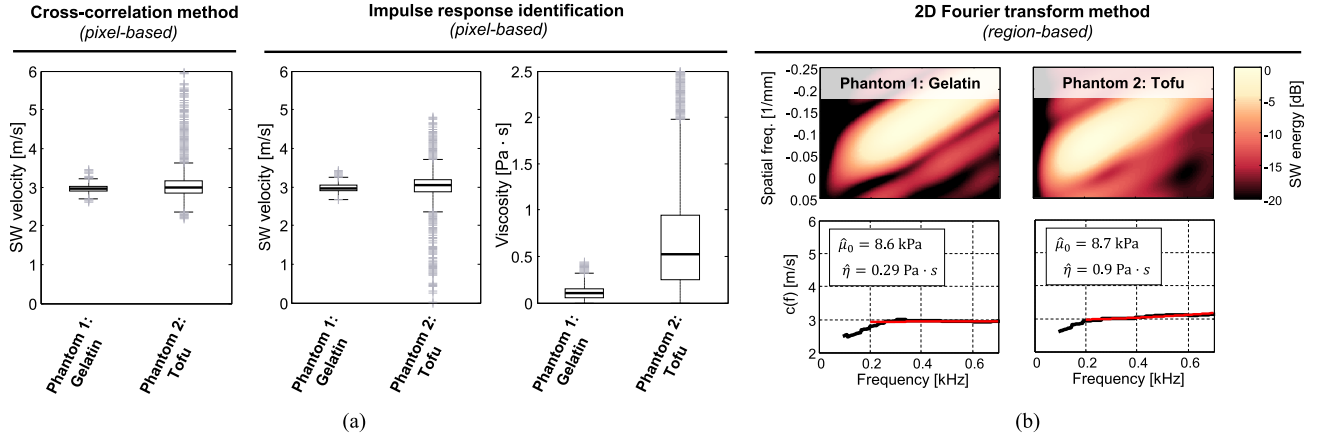 Cross-correlation method
(pixel-based)
SW velocity [m/s]
6
5
4
3
2
1
0
Phantom 1:
Gelatin
Phantom 2:
Tofu
Impulse response identification
(pixel-based)
SW velocity [m/s]
6
5
4
3
2
1
0
Phantom 1:
Gelatin
Phantom 2:
Tofu
Viscosity [Pa · s]
2.5
2
1.5
1
0.5
0
Phantom 1:
Gelatin
Phantom 2:
Tofu
(a)
2D Fourier transform method
(region-based)
Spatial freq. [1/mm]
-0.25
-0.2
-0.15
-0.1
-0.05
0
0.05
Phantom 1: Gelatin
Phantom 2: Tofu
0
-5
-10
-15
-20
SW energy [dB]
c(f) [m/s]
6
5
4
3
2
μ̂₀ = 8.6 kPa
η̂ = 0.29 Pa · s
0 0.2 0.4 0.6
Frequency [kHz]
μ̂₀ = 8.7 kPa
η̂ = 0.9 Pa · s
0 0.2 0.4 0.6
Frequency [kHz]
(b)